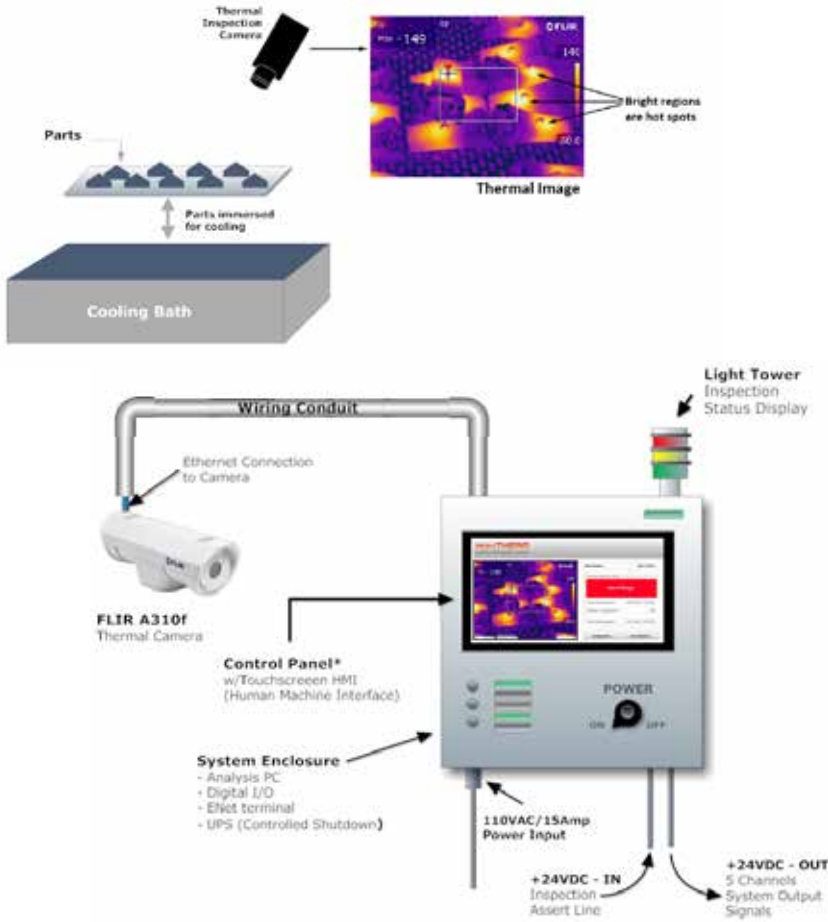 Thermal
Inspection
Camera
-149
FLIR
140
Bright regions
are hot spots
Thermal Image
Parts
Parts immersed
for cooling
Cooling Bath
Light Tower
Inspection
Status Display
Wiring Conduit
Ethernet Connection
to Camera
FLIR
FLIR A310f
Thermal Camera
Control Panel*
w/Touchscreeen HMI
(Human Machine Interface)
POWER
ON
OFF
System Enclosure
- Analysis PC
- Digital I/O
- ENet terminal
- UPS (Controlled Shutdown)
110VAC/15Amp
Power Input
+24VDC - IN
Inspection
Assert Line
+24VDC - OUT
5 Channels
System Output
Signals